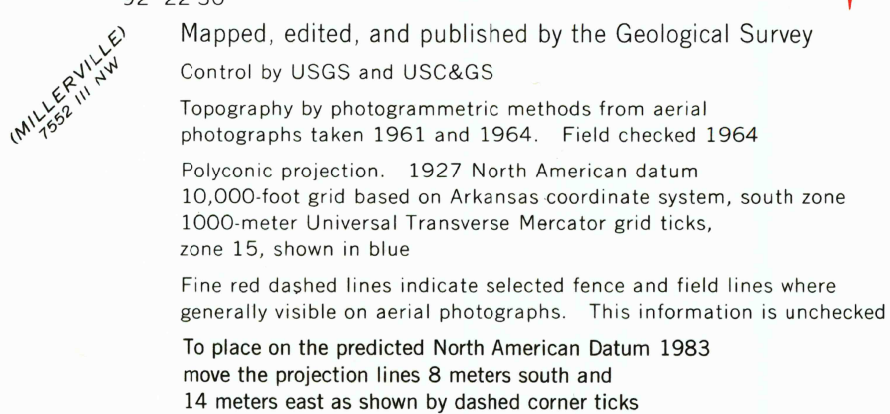 Mapped, edited, and published by the Geological Survey
(MILLERVILLE)
7552 III NW
Control by USGS and USC&GS
Topography by photogrammetric methods from aerial
photographs taken 1961 and 1964. Field checked 1964
Polyconic projection. 1927 North American datum
10,000-foot grid based on Arkansas coordinate system, south zone
1000-meter Universal Transverse Mercator grid ticks,
zone 15, shown in blue
Fine red dashed lines indicate selected fence and field lines where
generally visible on aerial photographs. This information is unchecked
To place on the predicted North American Datum 1983
move the projection lines 8 meters south and
14 meters east as shown by dashed corner ticks